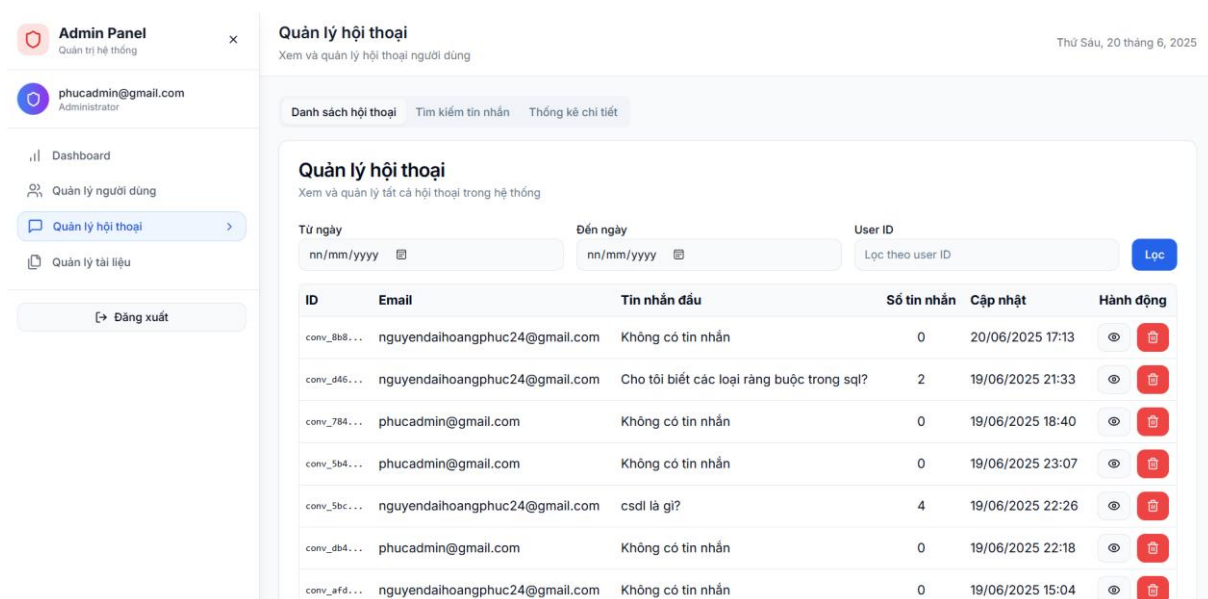 Admin Panel
Quản trị hệ thống
phucadmin@gmail.com
Administrator
Dashboard
Quản lý người dùng
Quản lý hội thoại
Quản lý tài liệu
Đăng xuất
Quản lý hội thoại
Xem và quản lý hội thoại người dùng
Thứ Sáu, 20 tháng 6, 2025
Danh sách hội thoại Tìm kiếm tin nhắn Thống kê chi tiết
Quản lý hội thoại
Xem và quản lý tất cả hội thoại trong hệ thống
Từ ngày Đến ngày User ID
nn/mm/yyyy nn/mm/yyyy Lọc theo user ID Lọc
ID Email Tin nhắn đầu Số tin nhắn Cập nhật Hành động
conv_8b8... nguyendaihoangphuc24@gmail.com Không có tin nhắn 0 20/06/2025 17:13
conv_d46... nguyendaihoangphuc24@gmail.com Cho tôi biết các loại ràng buộc trong sql? 2 19/06/2025 21:33
conv_784... phucadmin@gmail.com Không có tin nhắn 0 19/06/2025 18:40
conv_5b4... phucadmin@gmail.com Không có tin nhắn 0 19/06/2025 23:07
conv_5bc... nguyendaihoangphuc24@gmail.com csdl là gì? 4 19/06/2025 22:26
conv_db4... phucadmin@gmail.com Không có tin nhắn 0 19/06/2025 22:18
conv_afd... nguyendaihoangphuc24@gmail.com Không có tin nhắn 0 19/06/2025 15:04